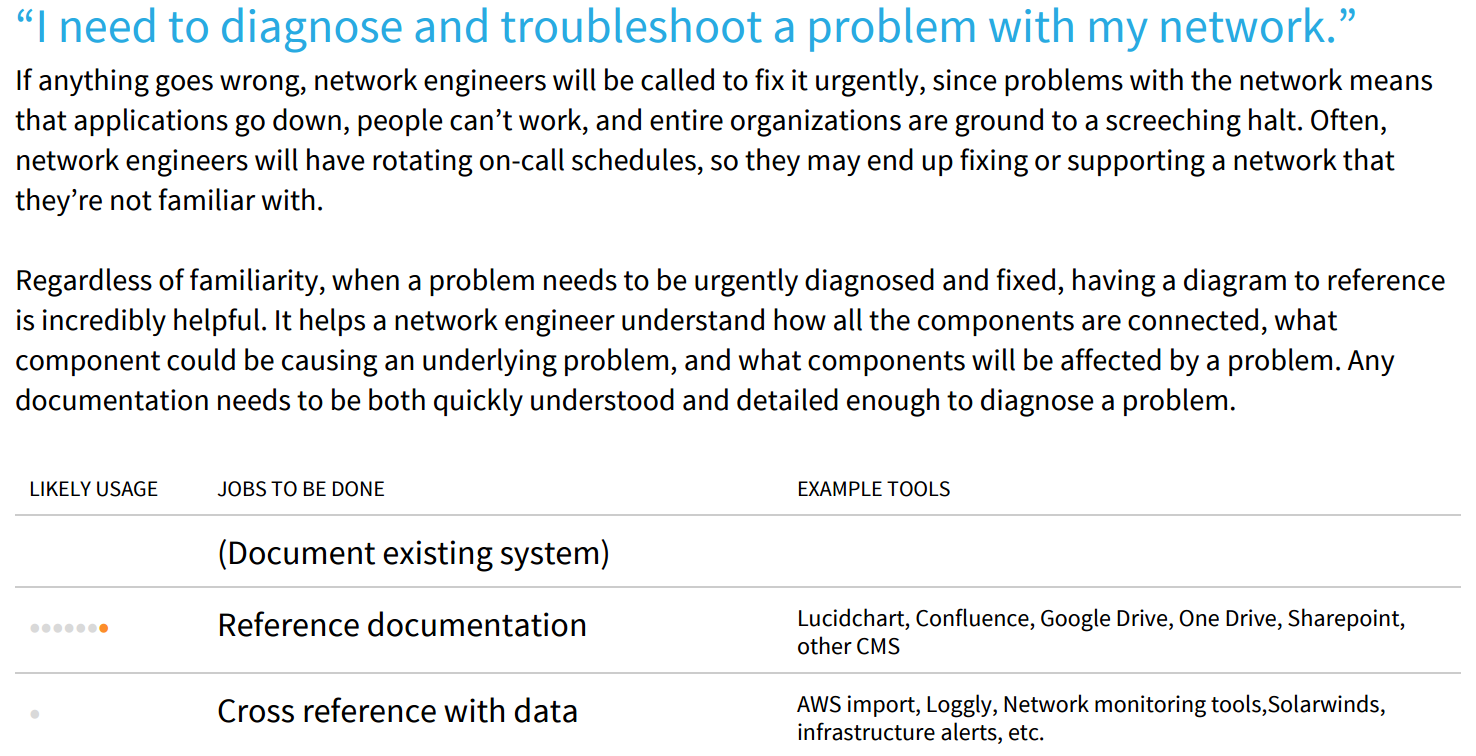 “I need to diagnose and troubleshoot a problem with my network.”
If anything goes wrong, network engineers will be called to fix it urgently, since problems with the network means
that applications go down, people can’t work, and entire organizations are ground to a screeching halt. Often,
network engineers will have rotating on-call schedules, so they may end up fixing or supporting a network that
they’re not familiar with.
Regardless of familiarity, when a problem needs to be urgently diagnosed and fixed, having a diagram to reference
is incredibly helpful. It helps a network engineer understand how all the components are connected, what
component could be causing an underlying problem, and what components will be affected by a problem. Any
documentation needs to be both quickly understood and detailed enough to diagnose a problem.
LIKELY USAGE JOBS TO BE DONE EXAMPLE TOOLS
(Document existing system)
Reference documentation
Lucidchart, Confluence, Google Drive, One Drive, Sharepoint,
other CMS
Cross reference with data
AWS import, Loggly, Network monitoring tools,Solarwinds,
infrastructure alerts, etc.